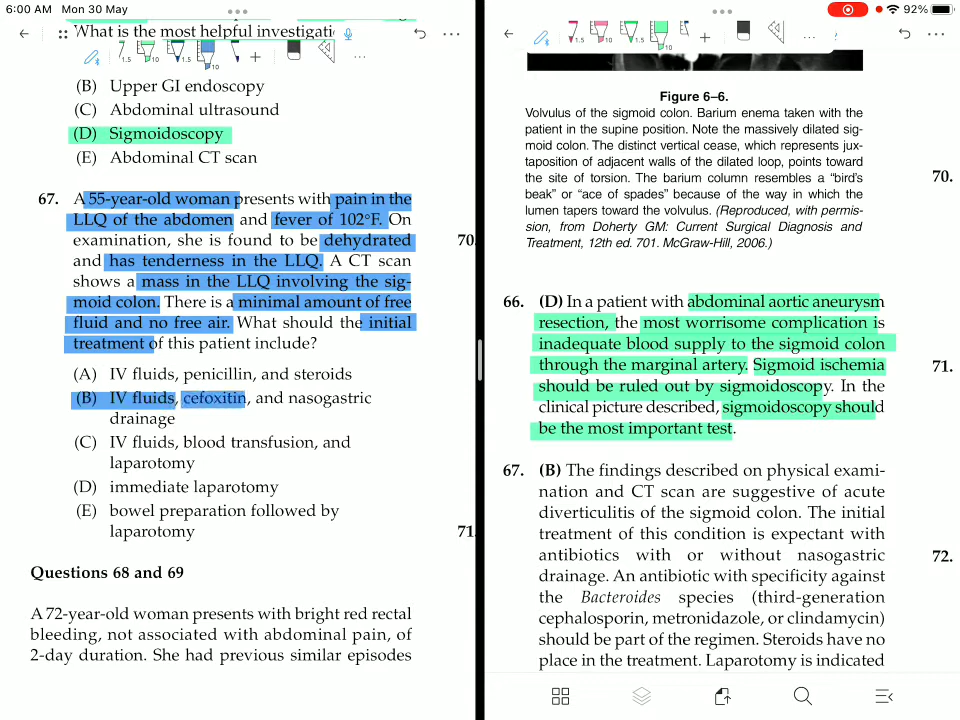 6:00 AM Mon 30 May
92%
What is the most helpful investigati
(B) Upper GI endoscopy
(C) Abdominal ultrasound
(D) Sigmoidoscopy
(E) Abdominal CT scan
67. A 55-year-old woman presents with pain in the
LLQ of the abdomen and fever of 102°F. On
examination, she is found to be dehydrated
and has tenderness in the LLQ. A CT scan
shows a mass in the LLQ involving the sig-
moid colon. There is a minimal amount of free
fluid and no free air. What should the initial
treatment of this patient include?
(A) IV fluids, penicillin, and steroids
(B) IV fluids, cefoxitin, and nasogastric
drainage
(C) IV fluids, blood transfusion, and
laparotomy
(D) immediate laparotomy
(E) bowel preparation followed by
laparotomy
Questions 68 and 69
A 72-year-old woman presents with bright red rectal
bleeding, not associated with abdominal pain, of
2-day duration. She had previous similar episodes
70.
71.
1.5
10
1.5
10
1.5
10
1.5
10
Figure 6–6.
Volvulus of the sigmoid colon. Barium enema taken with the
patient in the supine position. Note the massively dilated sig-
moid colon. The distinct vertical cease, which represents jux-
taposition of adjacent walls of the dilated loop, points toward
the site of torsion. The barium column resembles a “bird’s
beak” or “ace of spades” because of the way in which the
lumen tapers toward the volvulus. (Reproduced, with permis-
sion, from Doherty GM: Current Surgical Diagnosis and
Treatment, 12th ed. 701. McGraw-Hill, 2006.)
66. (D) In a patient with abdominal aortic aneurysm
resection, the most worrisome complication is
inadequate blood supply to the sigmoid colon
through the marginal artery. Sigmoid ischemia
should be ruled out by sigmoidoscopy. In the
clinical picture described, sigmoidoscopy should
be the most important test.
67. (B) The findings described on physical exami-
nation and CT scan are suggestive of acute
diverticulitis of the sigmoid colon. The initial
treatment of this condition is expectant with
antibiotics with or without nasogastric
drainage. An antibiotic with specificity against
the Bacteroides species (third-generation
cephalosporin, metronidazole, or clindamycin)
should be part of the regimen. Steroids have no
place in the treatment. Laparotomy is indicated
70.
71.
72.